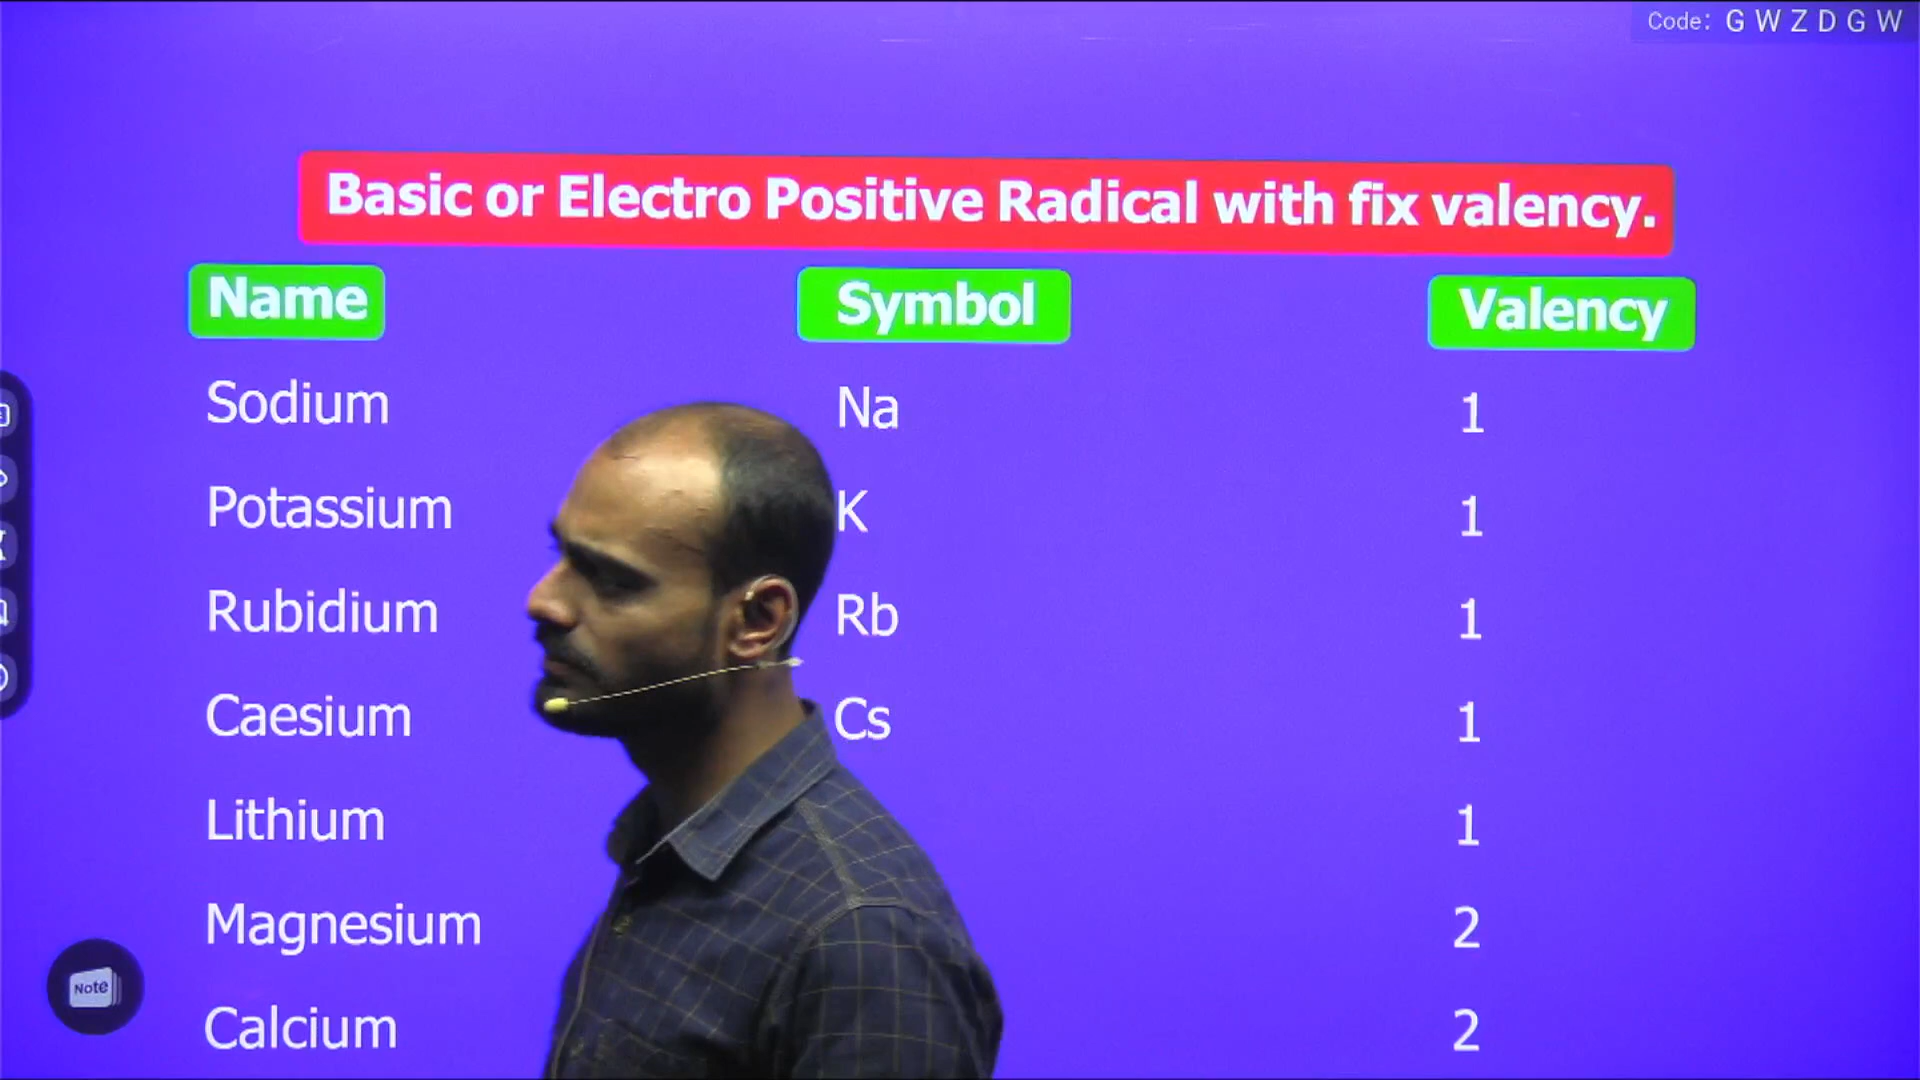 Code: G W Z D G W
Basic or Electro Positive Radical with fix valency.
Name Symbol Valency
Sodium Na 1
Potassium K 1
Rubidium Rb 1
Caesium Cs 1
Lithium 1
Magnesium 2
Note
Calcium 2